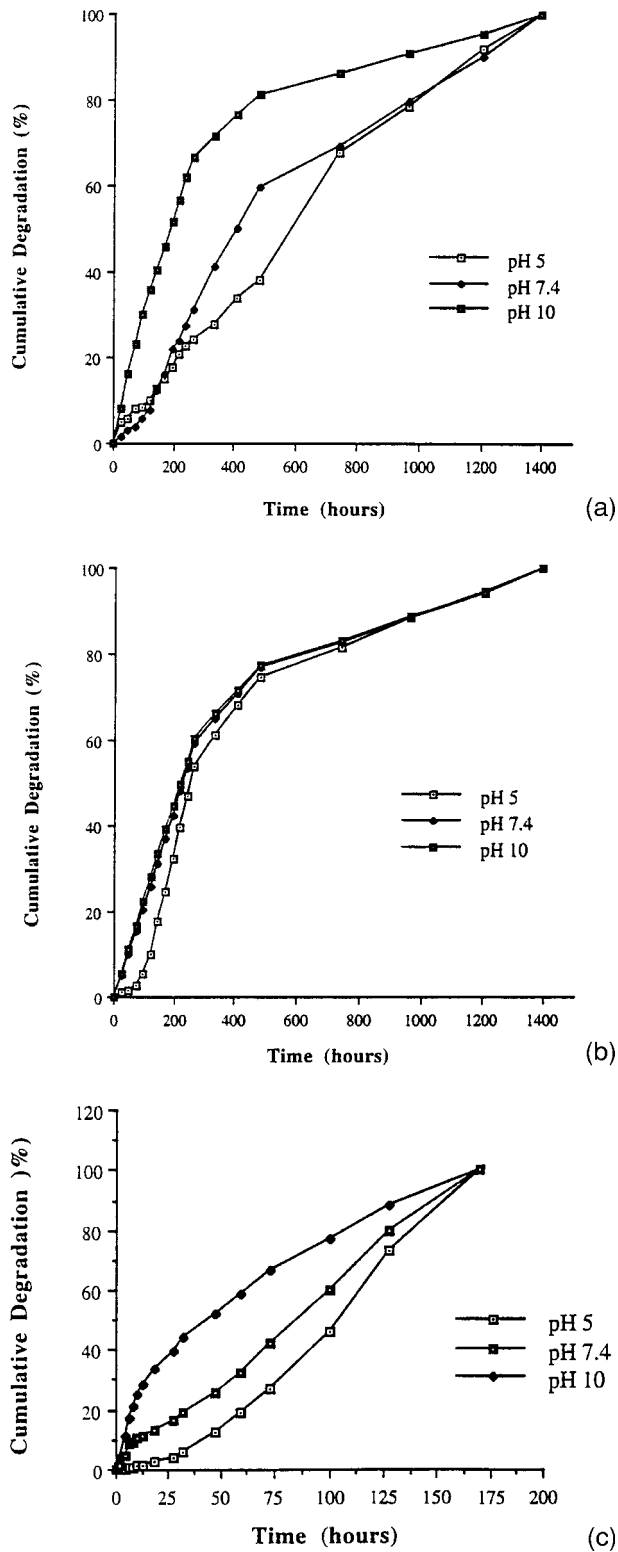 100
80
60
40
20
0
Cumulative Degradation (%)
pH 5
pH 7.4
pH 10
0 200 400 600 800 1000 1200 1400
Time (hours)
(a)
100
80
60
40
20
0
Cumulative Degradation (%)
pH 5
pH 7.4
pH 10
0 200 400 600 800 1000 1200 1400
Time (hours)
(b)
120
100
80
60
40
20
0
Cumulative Degradation )%)
pH 5
pH 7.4
pH 10
0 25 50 75 100 125 150 175 200
Time (hours)
(c)